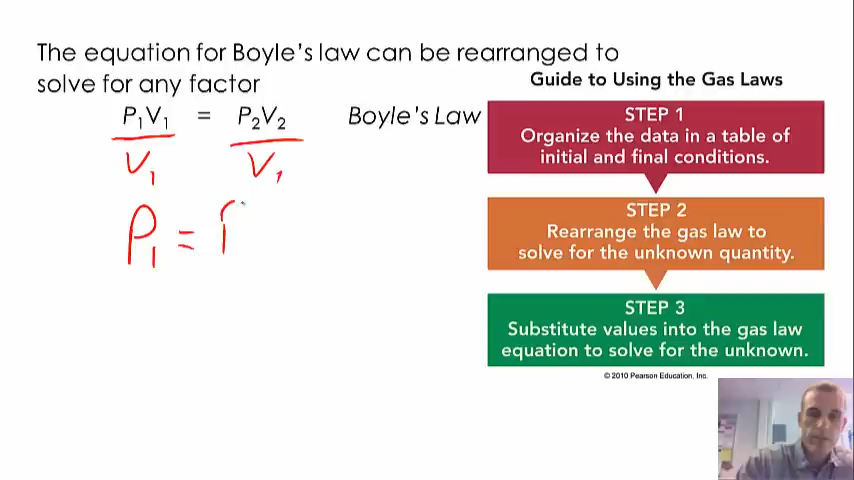 The equation for Boyle's law can be rearranged to
solve for any factor
P₁V₁ = P₂V₂ Boyle's Law
V₁ V₁
P₁ =
Guide to Using the Gas Laws
STEP 1
Organize the data in a table of
initial and final conditions.
STEP 2
Rearrange the gas law to
solve for the unknown quantity.
STEP 3
Substitute values into the gas law
equation to solve for the unknown.
© 2010 Pearson Education, Inc.